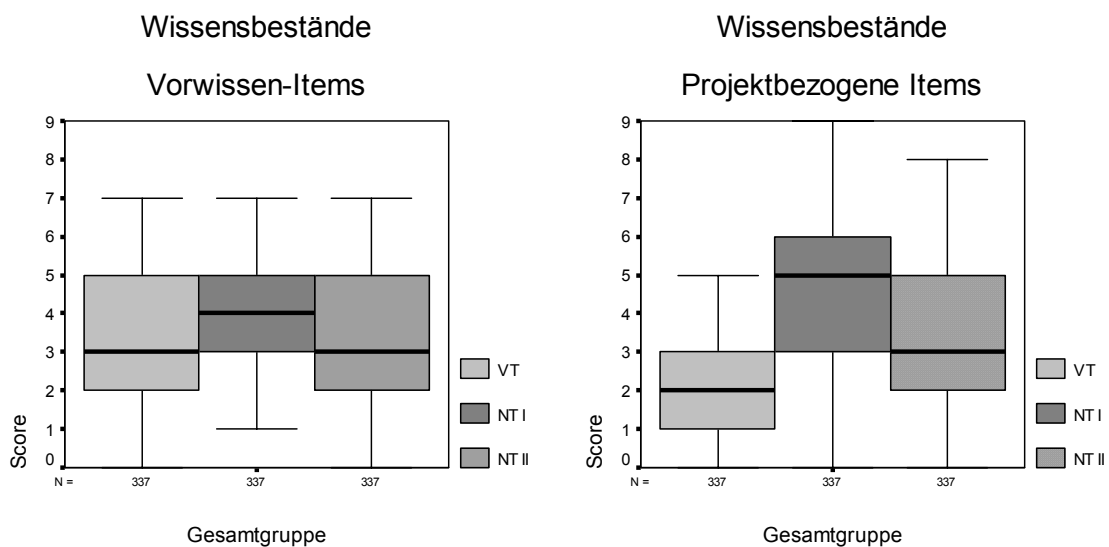 Wissensbestände
Vorwissen-Items
9
8
7
6
5
4
3
2
1
0
Score
N =
337
337
337
Gesamtgruppe
VT
NT I
NT II
Wissensbestände
Projektbezogene Items
9
8
7
6
5
4
3
2
1
0
Score
N =
337
337
337
Gesamtgruppe
VT
NT I
NT II